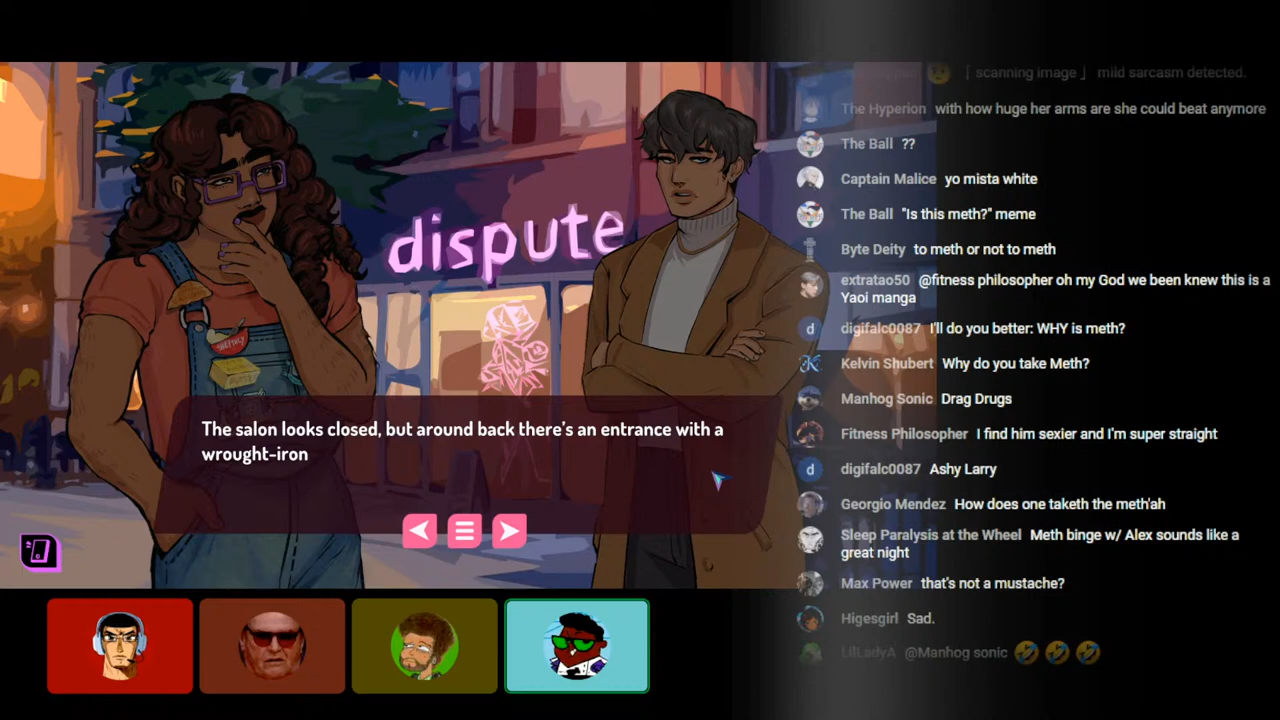 [ scanning image ] mild sarcasm detected.
The Hyperion with how huge her arms are she could beat anymore
The Ball ??
Captain Malice yo mista white
The Ball "Is this meth?" meme
Byte Deity to meth or not to meth
extratao50 @fitness philosopher oh my God we been knew this is a
Yaoi manga
digifalc0087 I'll do you better: WHY is meth?
Kelvin Shubert Why do you take Meth?
Manhog Sonic Drag Drugs
Fitness Philosopher I find him sexier and I'm super straight
digifalc0087 Ashy Larry
Georgio Mendez How does one taketh the meth'ah
Sleep Paralysis at the Wheel Meth binge w/ Alex sounds like a
great night
Max Power that's not a mustache?
Higesgirl Sad.
LilLadyA @Manhog sonic 🤣 🤣 🤣
dispute
The salon looks closed, but around back there's an entrance with a
wrought-iron